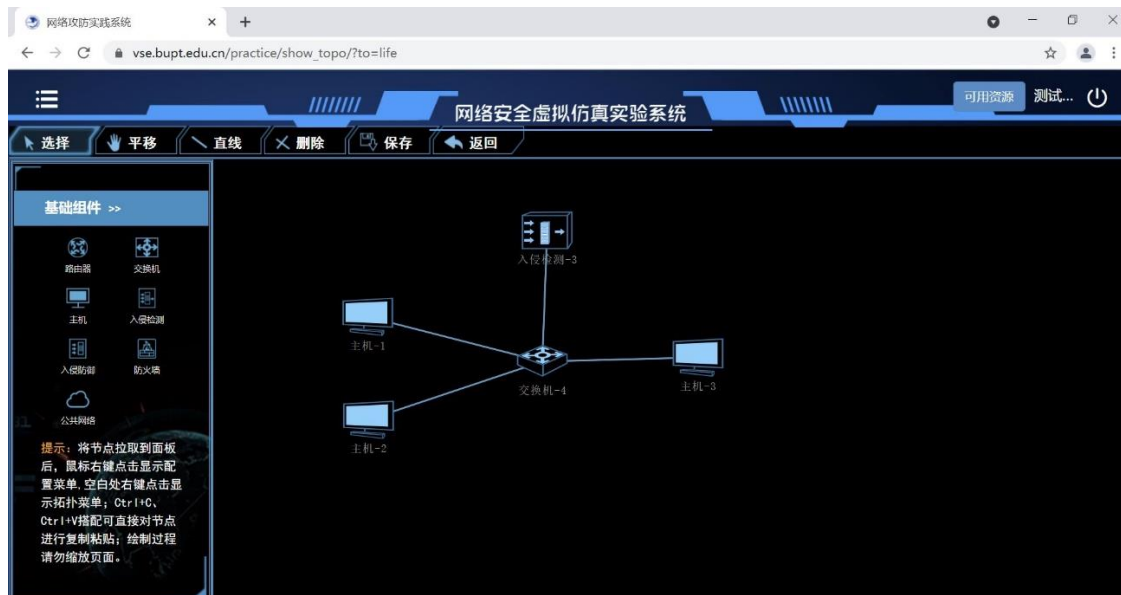 网络攻防实践系统
vse.bupt.edu.cn/practice/show_topo/?to=life
网络安全虚拟仿真实验系统
可用资源 测试...
选择 平移 直线 删除 保存 返回
基础组件 >>
路由器 交换机
主机 入侵检测
入侵防御 防火墙
公共网络
提示：将节点拉取到面板
后，鼠标右键点击显示配
置菜单,空白处右键点击显
示拓扑菜单；Ctrl+C、
Ctrl+V搭配可直接对节点
进行复制粘贴；绘制过程
请勿缩放页面。
入侵检测-3
主机-1
交换机-4
主机-3
主机-2